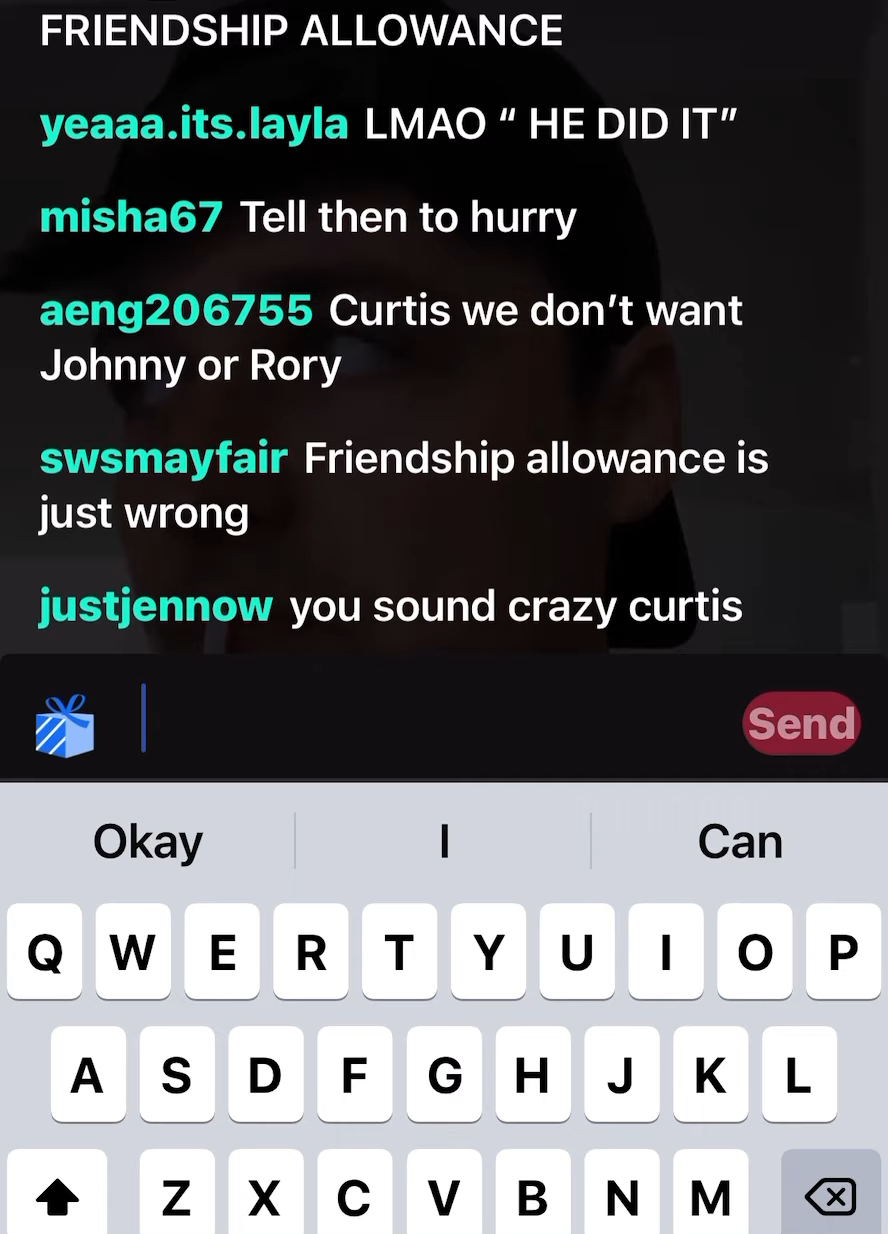 FRIENDSHIP ALLOWANCE
yeaaa.its.layla LMAO “ HE DID IT”
misha67 Tell then to hurry
aeng206755 Curtis we don’t want
Johnny or Rory
swsmayfair Friendship allowance is
just wrong
justjennow you sound crazy curtis
Send
Okay I Can
Q W E R T Y U I O P
A S D F G H J K L
Z X C V B N M